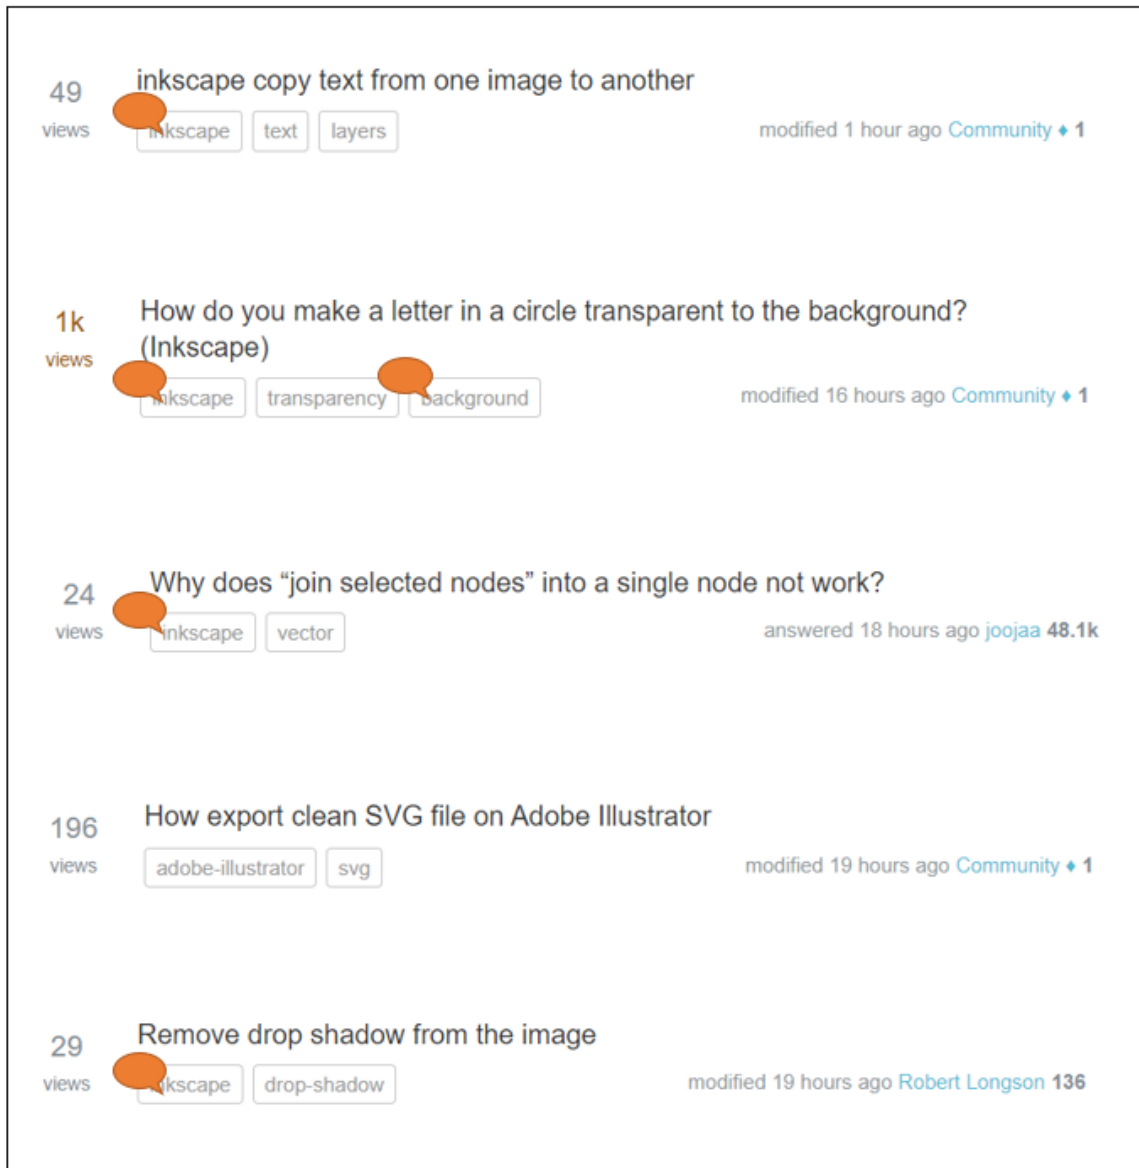 49
views
inkscape copy text from one image to another
inkscape text layers
modified 1 hour ago Community ♦ 1
1k
views
How do you make a letter in a circle transparent to the background?
(Inkscape)
inkscape transparency background
modified 16 hours ago Community ♦ 1
24
views
Why does “join selected nodes” into a single node not work?
inkscape vector
answered 18 hours ago joojaa 48.1k
196
views
How export clean SVG file on Adobe Illustrator
adobe-illustrator svg
modified 19 hours ago Community ♦ 1
29
views
Remove drop shadow from the image
inkscape drop-shadow
modified 19 hours ago Robert Longson 136